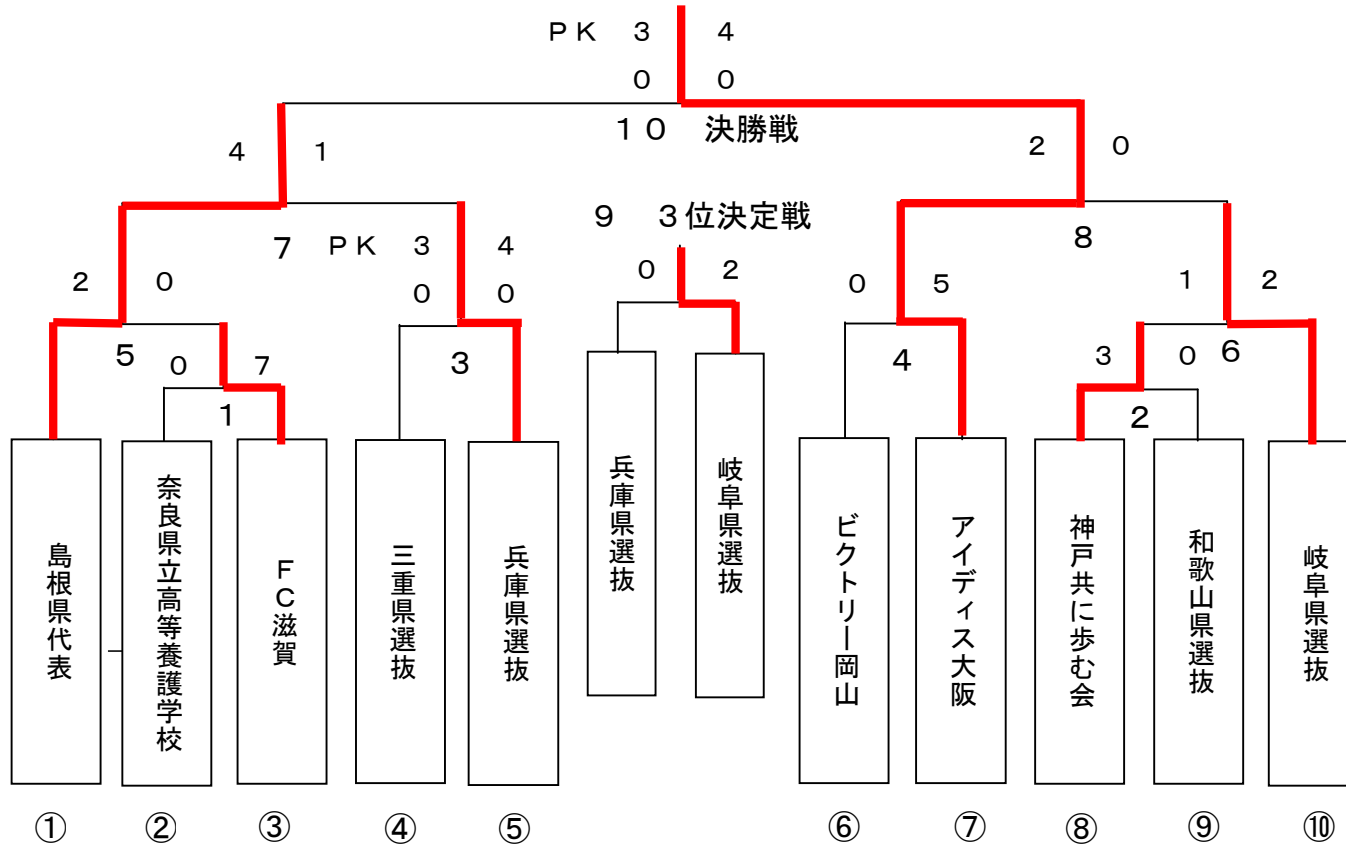 ＰＫ ３ ４
０ ０
１０ 決勝戦
４ １
２ ０
９ ３位決定戦
７
ＰＫ ３ ４
８
２ ０
０ ０
０ ２
０ ５
１ ２
５
０ ７
３
４
３ ０
６
１
２
島根県代表
奈良県立高等養護学校
ＦＣ滋賀
三重県選抜
兵庫県選抜
兵庫県選抜
岐阜県選抜
ビクトリー岡山
アイディス大阪
神戸共に歩む会
和歌山県選抜
岐阜県選抜
① ② ③ ④ ⑤ ⑥ ⑦ ⑧ ⑨ ⑩